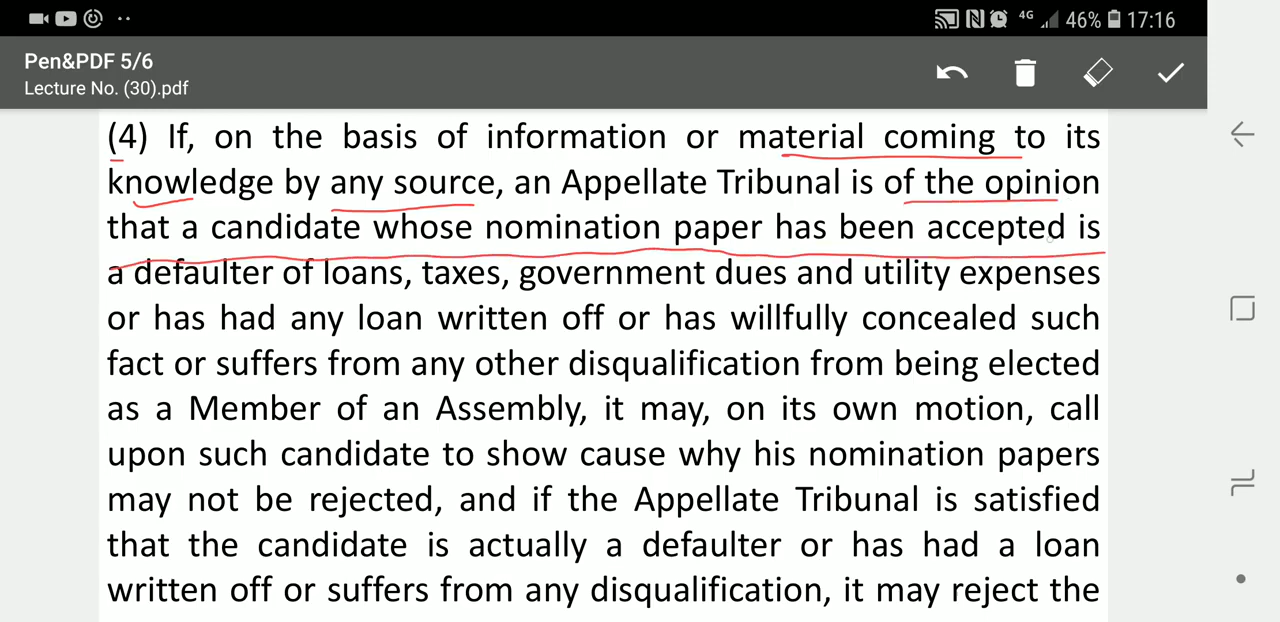 4G 46% 17:16
Pen&PDF 5/6
Lecture No. (30).pdf
(4) If, on the basis of information or material coming to its
knowledge by any source, an Appellate Tribunal is of the opinion
that a candidate whose nomination paper has been accepted is
a defaulter of loans, taxes, government dues and utility expenses
or has had any loan written off or has willfully concealed such
fact or suffers from any other disqualification from being elected
as a Member of an Assembly, it may, on its own motion, call
upon such candidate to show cause why his nomination papers
may not be rejected, and if the Appellate Tribunal is satisfied
that the candidate is actually a defaulter or has had a loan
written off or suffers from any disqualification, it may reject the